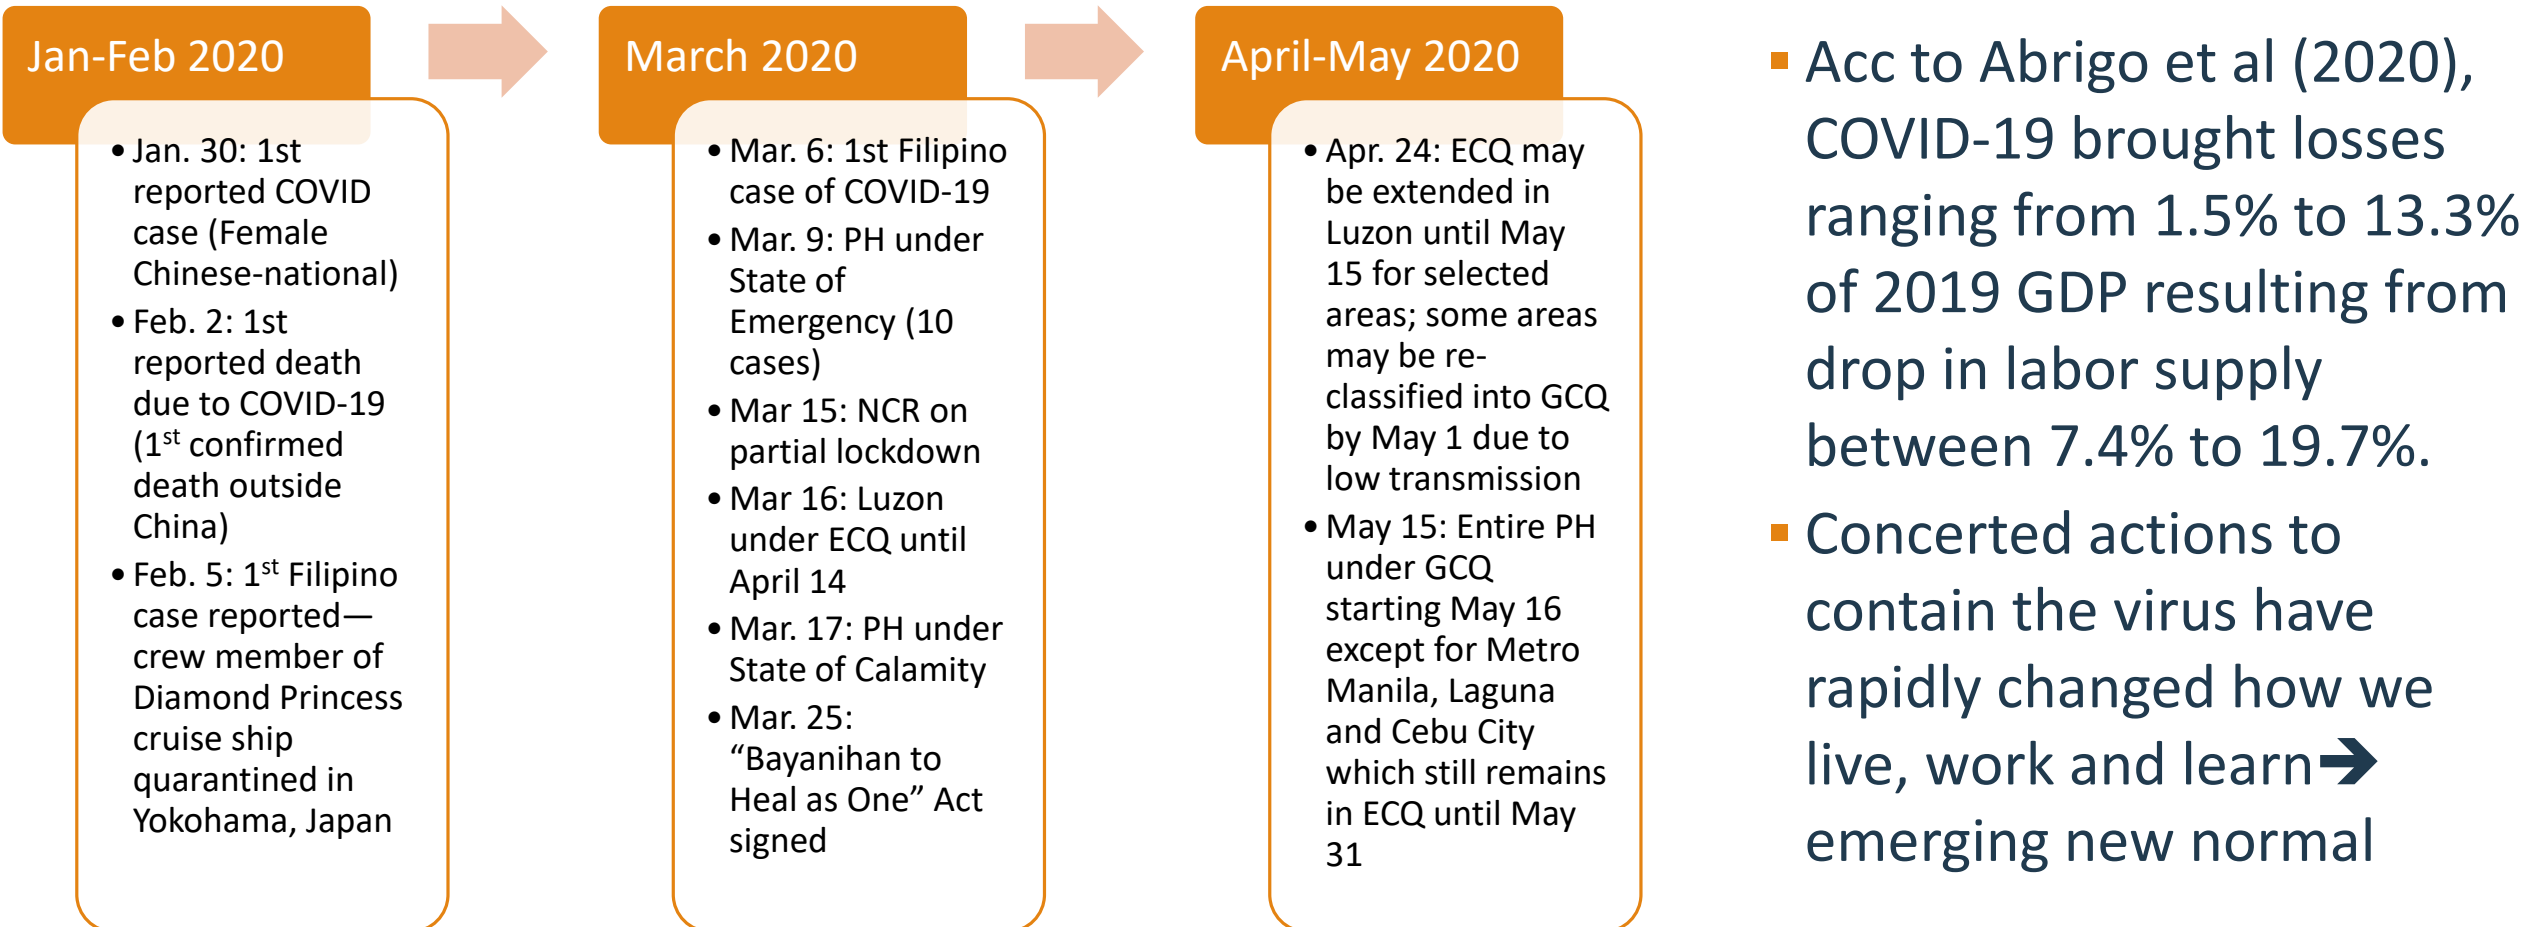 Jan-Feb 2020
• Jan. 30: 1st
reported COVID
case (Female
Chinese-national)
• Feb. 2: 1st
reported death
due to COVID-19
(1st confirmed
death outside
China)
• Feb. 5: 1st Filipino
case reported—
crew member of
Diamond Princess
cruise ship
quarantined in
Yokohama, Japan
March 2020
• Mar. 6: 1st Filipino
case of COVID-19
• Mar. 9: PH under
State of
Emergency (10
cases)
• Mar 15: NCR on
partial lockdown
• Mar 16: Luzon
under ECQ until
April 14
• Mar. 17: PH under
State of Calamity
• Mar. 25:
“Bayanihan to
Heal as One” Act
signed
April-May 2020
• Apr. 24: ECQ may
be extended in
Luzon until May
15 for selected
areas; some areas
may be re-
classified into GCQ
by May 1 due to
low transmission
• May 15: Entire PH
under GCQ
starting May 16
except for Metro
Manila, Laguna
and Cebu City
which still remains
in ECQ until May
31
▪ Acc to Abrigo et al (2020),
COVID-19 brought losses
ranging from 1.5% to 13.3%
of 2019 GDP resulting from
drop in labor supply
between 7.4% to 19.7%.
▪ Concerted actions to
contain the virus have
rapidly changed how we
live, work and learn➔
emerging new normal